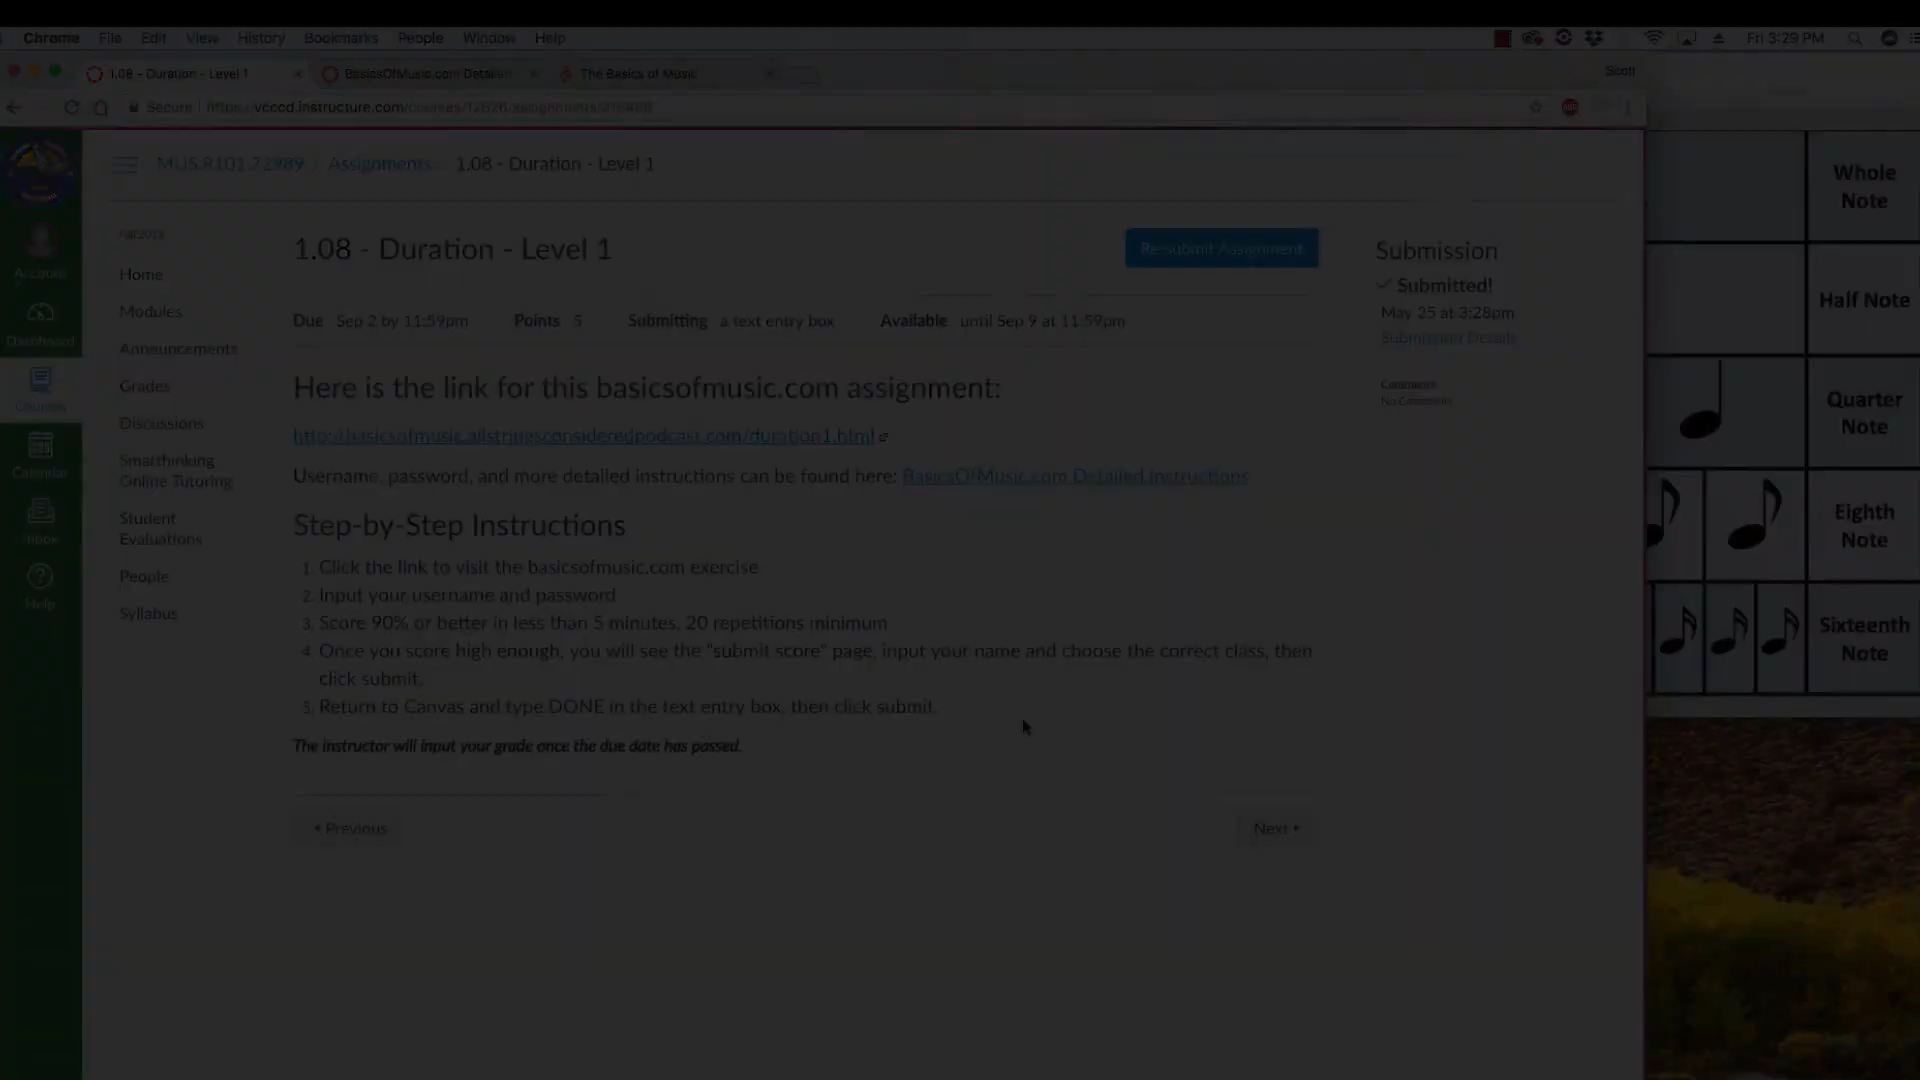 Chrome File Edit View History Bookmarks People Window Help
Fri 3:29 PM
1.08 - Duration - Level 1
BasicsOfMusic.com Detailed
The Basics of Music
Scott
Secure
MUS R101 72989 / Assignments / 1.08 - Duration - Level 1
Account
Dashboard
Courses
Calendar
Inbox
Help
Home
Modules
Announcements
Grades
Discussions
Smarthinking
Online Tutoring
Student
Evaluations
People
Syllabus
1.08 - Duration - Level 1
Re-submit Assignment
Due Sep 2 by 11:59pm Points 5 Submitting a text entry box Available until Sep 9 at 11:59pm
Here is the link for this basicsofmusic.com assignment:
http://basicsofmusic.allstringsconsideredpodcast.com/duration1.html
Username, password, and more detailed instructions can be found here: BasicsOfMusic.com Detailed Instructions
Step-by-Step Instructions
1. Click the link to visit the basicsofmusic.com exercise
2. Input your username and password
3. Score 90% or better in less than 5 minutes, 20 repetitions minimum
4. Once you score high enough, you will see the "submit score" page, input your name and choose the correct class, then
click submit.
5. Return to Canvas and type DONE in the text entry box, then click submit.
The instructor will input your grade once the due date has passed.
Previous
Next
Submission
Submitted!
May 25 at 3:28pm
Submission Details
Comments
No Comments
Whole
Note
Half Note
Quarter
Note
Eighth
Note
Sixteenth
Note